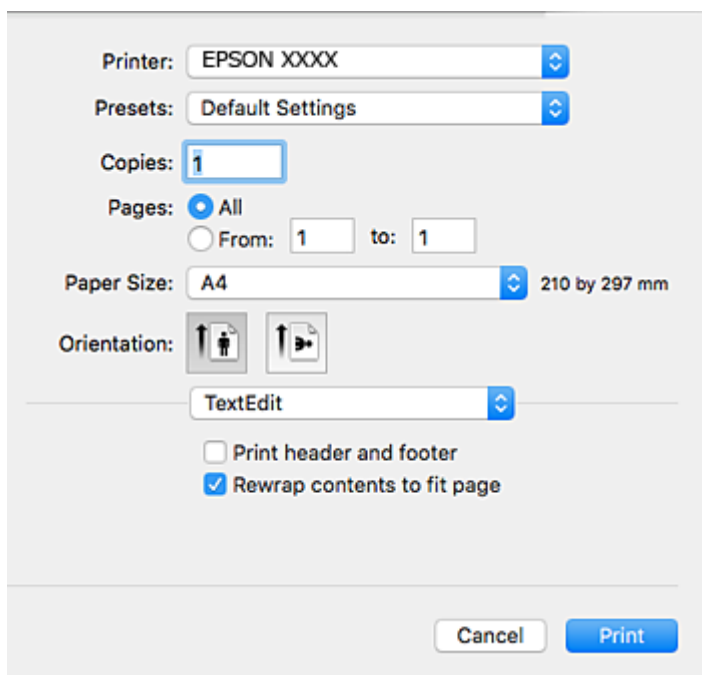 Printer: EPSON XXXX
Presets: Default Settings
Copies: 1
Pages: All
From: 1 to: 1
Paper Size: A4 210 by 297 mm
Orientation:
TextEdit
Print header and footer
Rewrap contents to fit page
Cancel Print